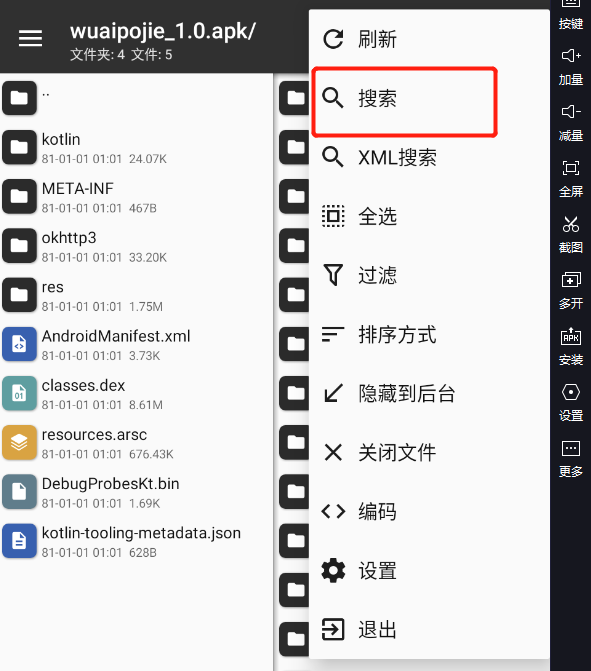 wuaipojie_1.0.apk/
文件夹: 4 文件: 5
..
kotlin
81-01-01 01:01 24.07K
META-INF
81-01-01 01:01 467B
okhttp3
81-01-01 01:01 33.20K
res
81-01-01 01:01 1.75M
AndroidManifest.xml
81-01-01 01:01 3.73K
classes.dex
81-01-01 01:01 8.61M
resources.arsc
81-01-01 01:01 676.43K
DebugProbesKt.bin
81-01-01 01:01 1.69K
kotlin-tooling-metadata.json
81-01-01 01:01 628B
刷新
搜索
XML搜索
全选
过滤
排序方式
隐藏到后台
关闭文件
编码
设置
退出
按键
加量
减量
全屏
截图
多开
APK
安装
设置
更多